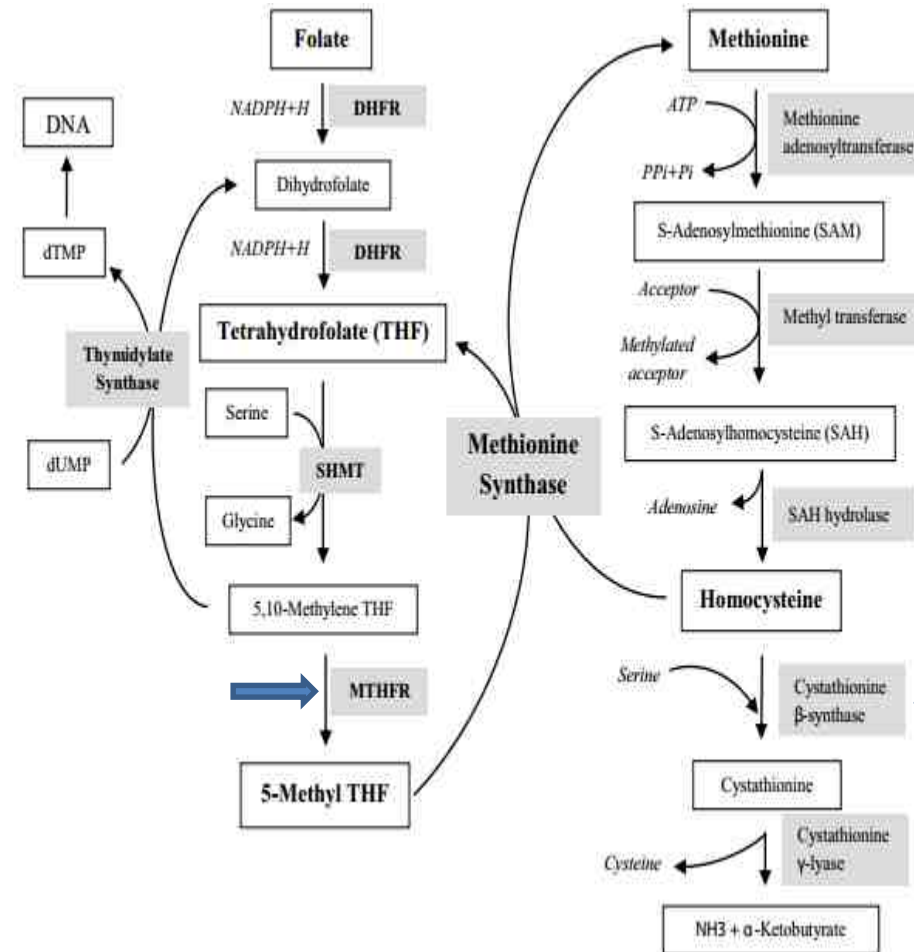 Folate
NADPH+H
DHFR
Dihydrofolate
NADPH+H
DHFR
Tetrahydrofolate (THF)
Serine
SHMT
Glycine
5,10-Methylene THF
MTHFR
5-Methyl THF
DNA
dTMP
Thymidylate
Synthase
dUMP
Methionine
Synthase
Methionine
ATP
Methionine
adenosyltransferase
PPi+Pi
S-Adenosylmethionine (SAM)
Acceptor
Methyl transferase
Methylated
acceptor
S-Adenosylhomocysteine (SAH)
Adenosine
SAH hydrolase
Homocysteine
Serine
Cystathionine
β-synthase
Cystathionine
Cystathionine
γ-lyase
Cysteine
NH3 + α-Ketobutyrate